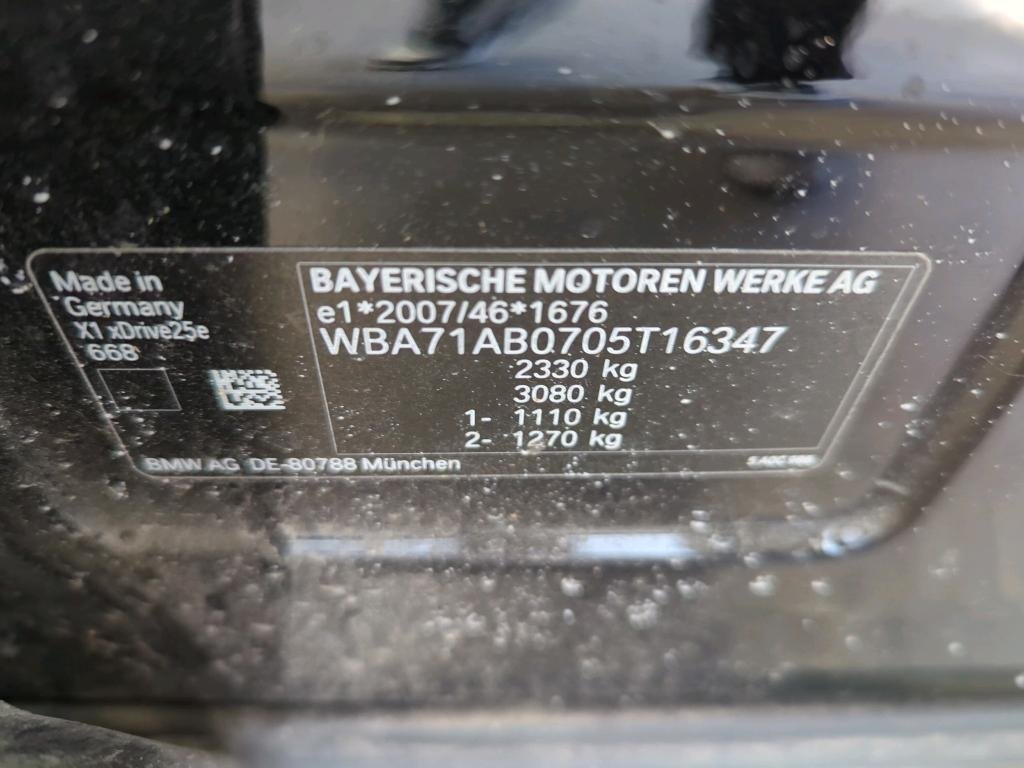 Made in
Germany
X1 xDrive25e
668
BAYERISCHE MOTOREN WERKE AG
e1*2007/46*1676
WBA71AB0705T16347
2330 kg
3080 kg
1- 1110 kg
2- 1270 kg
BMW AG DE-80788 München